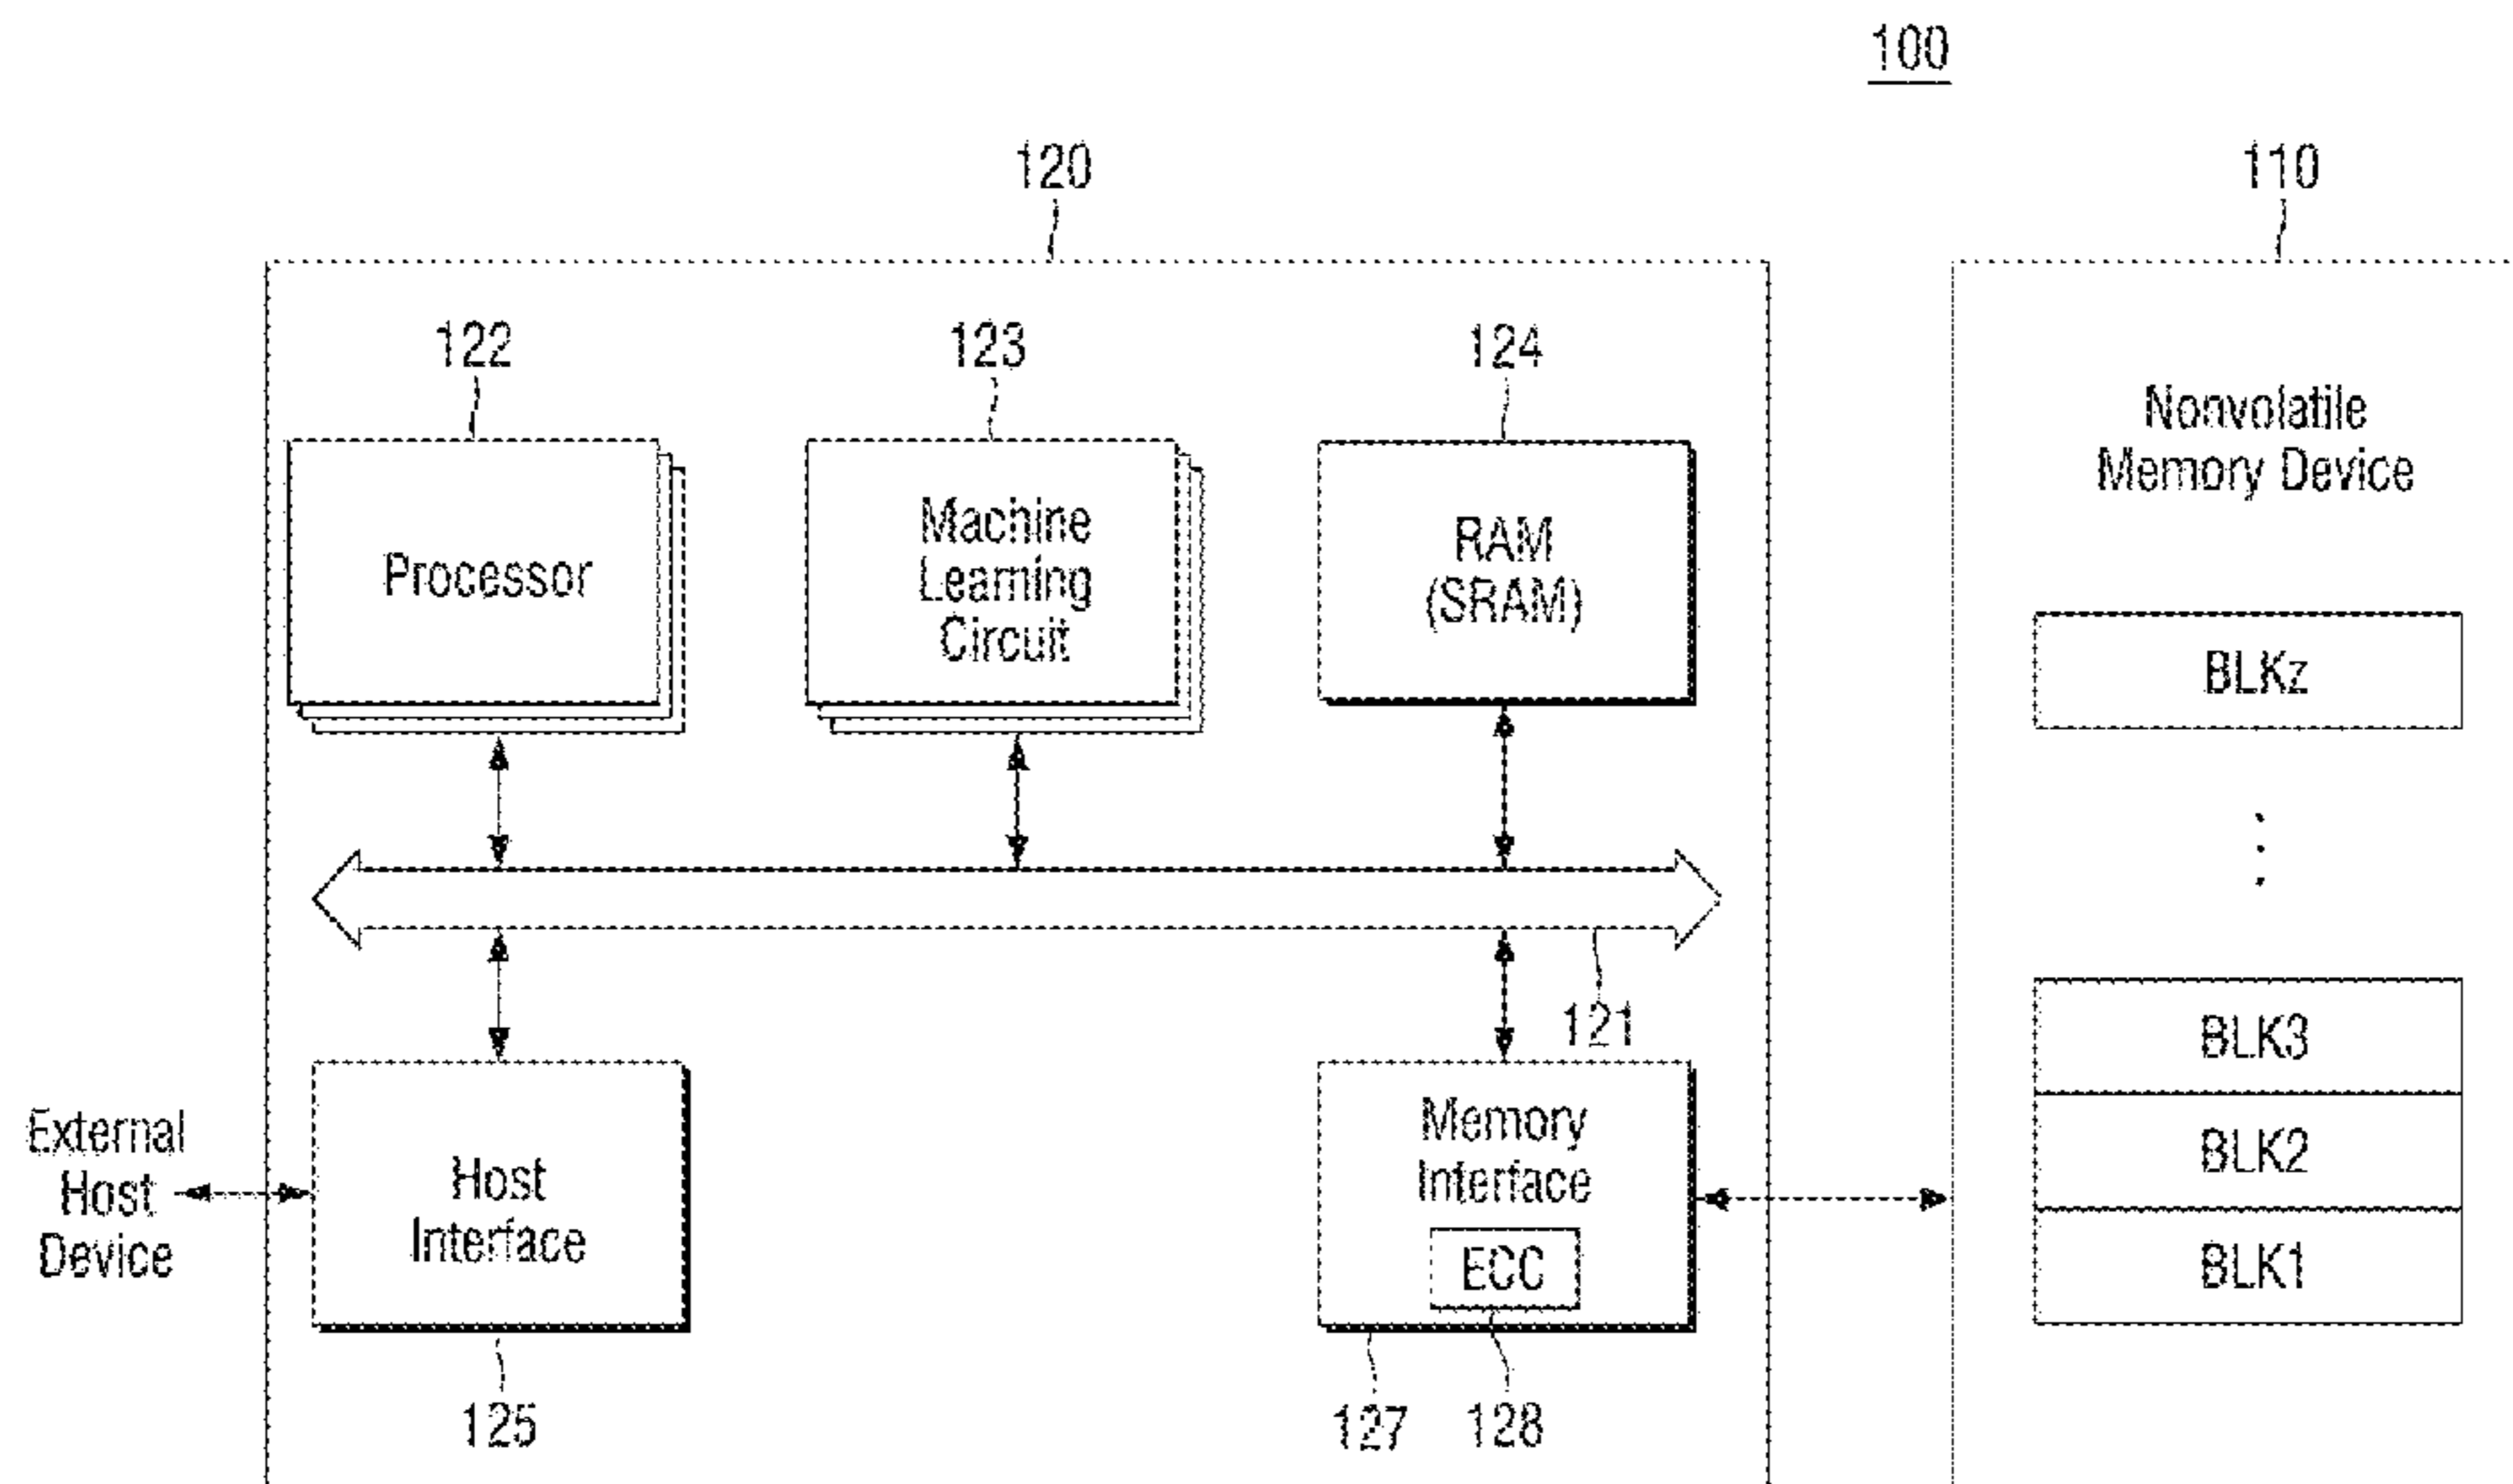 100
120
110
122
123
124
Nonvolatile
Memory Device
Processor
Machine
Learning
Circuit
RAM
(SRAM)
BLKz
121
BLK3
BLK2
BLK1
External
Host
Device
Host
Interface
Memory
Interface
ECC
125
127
128